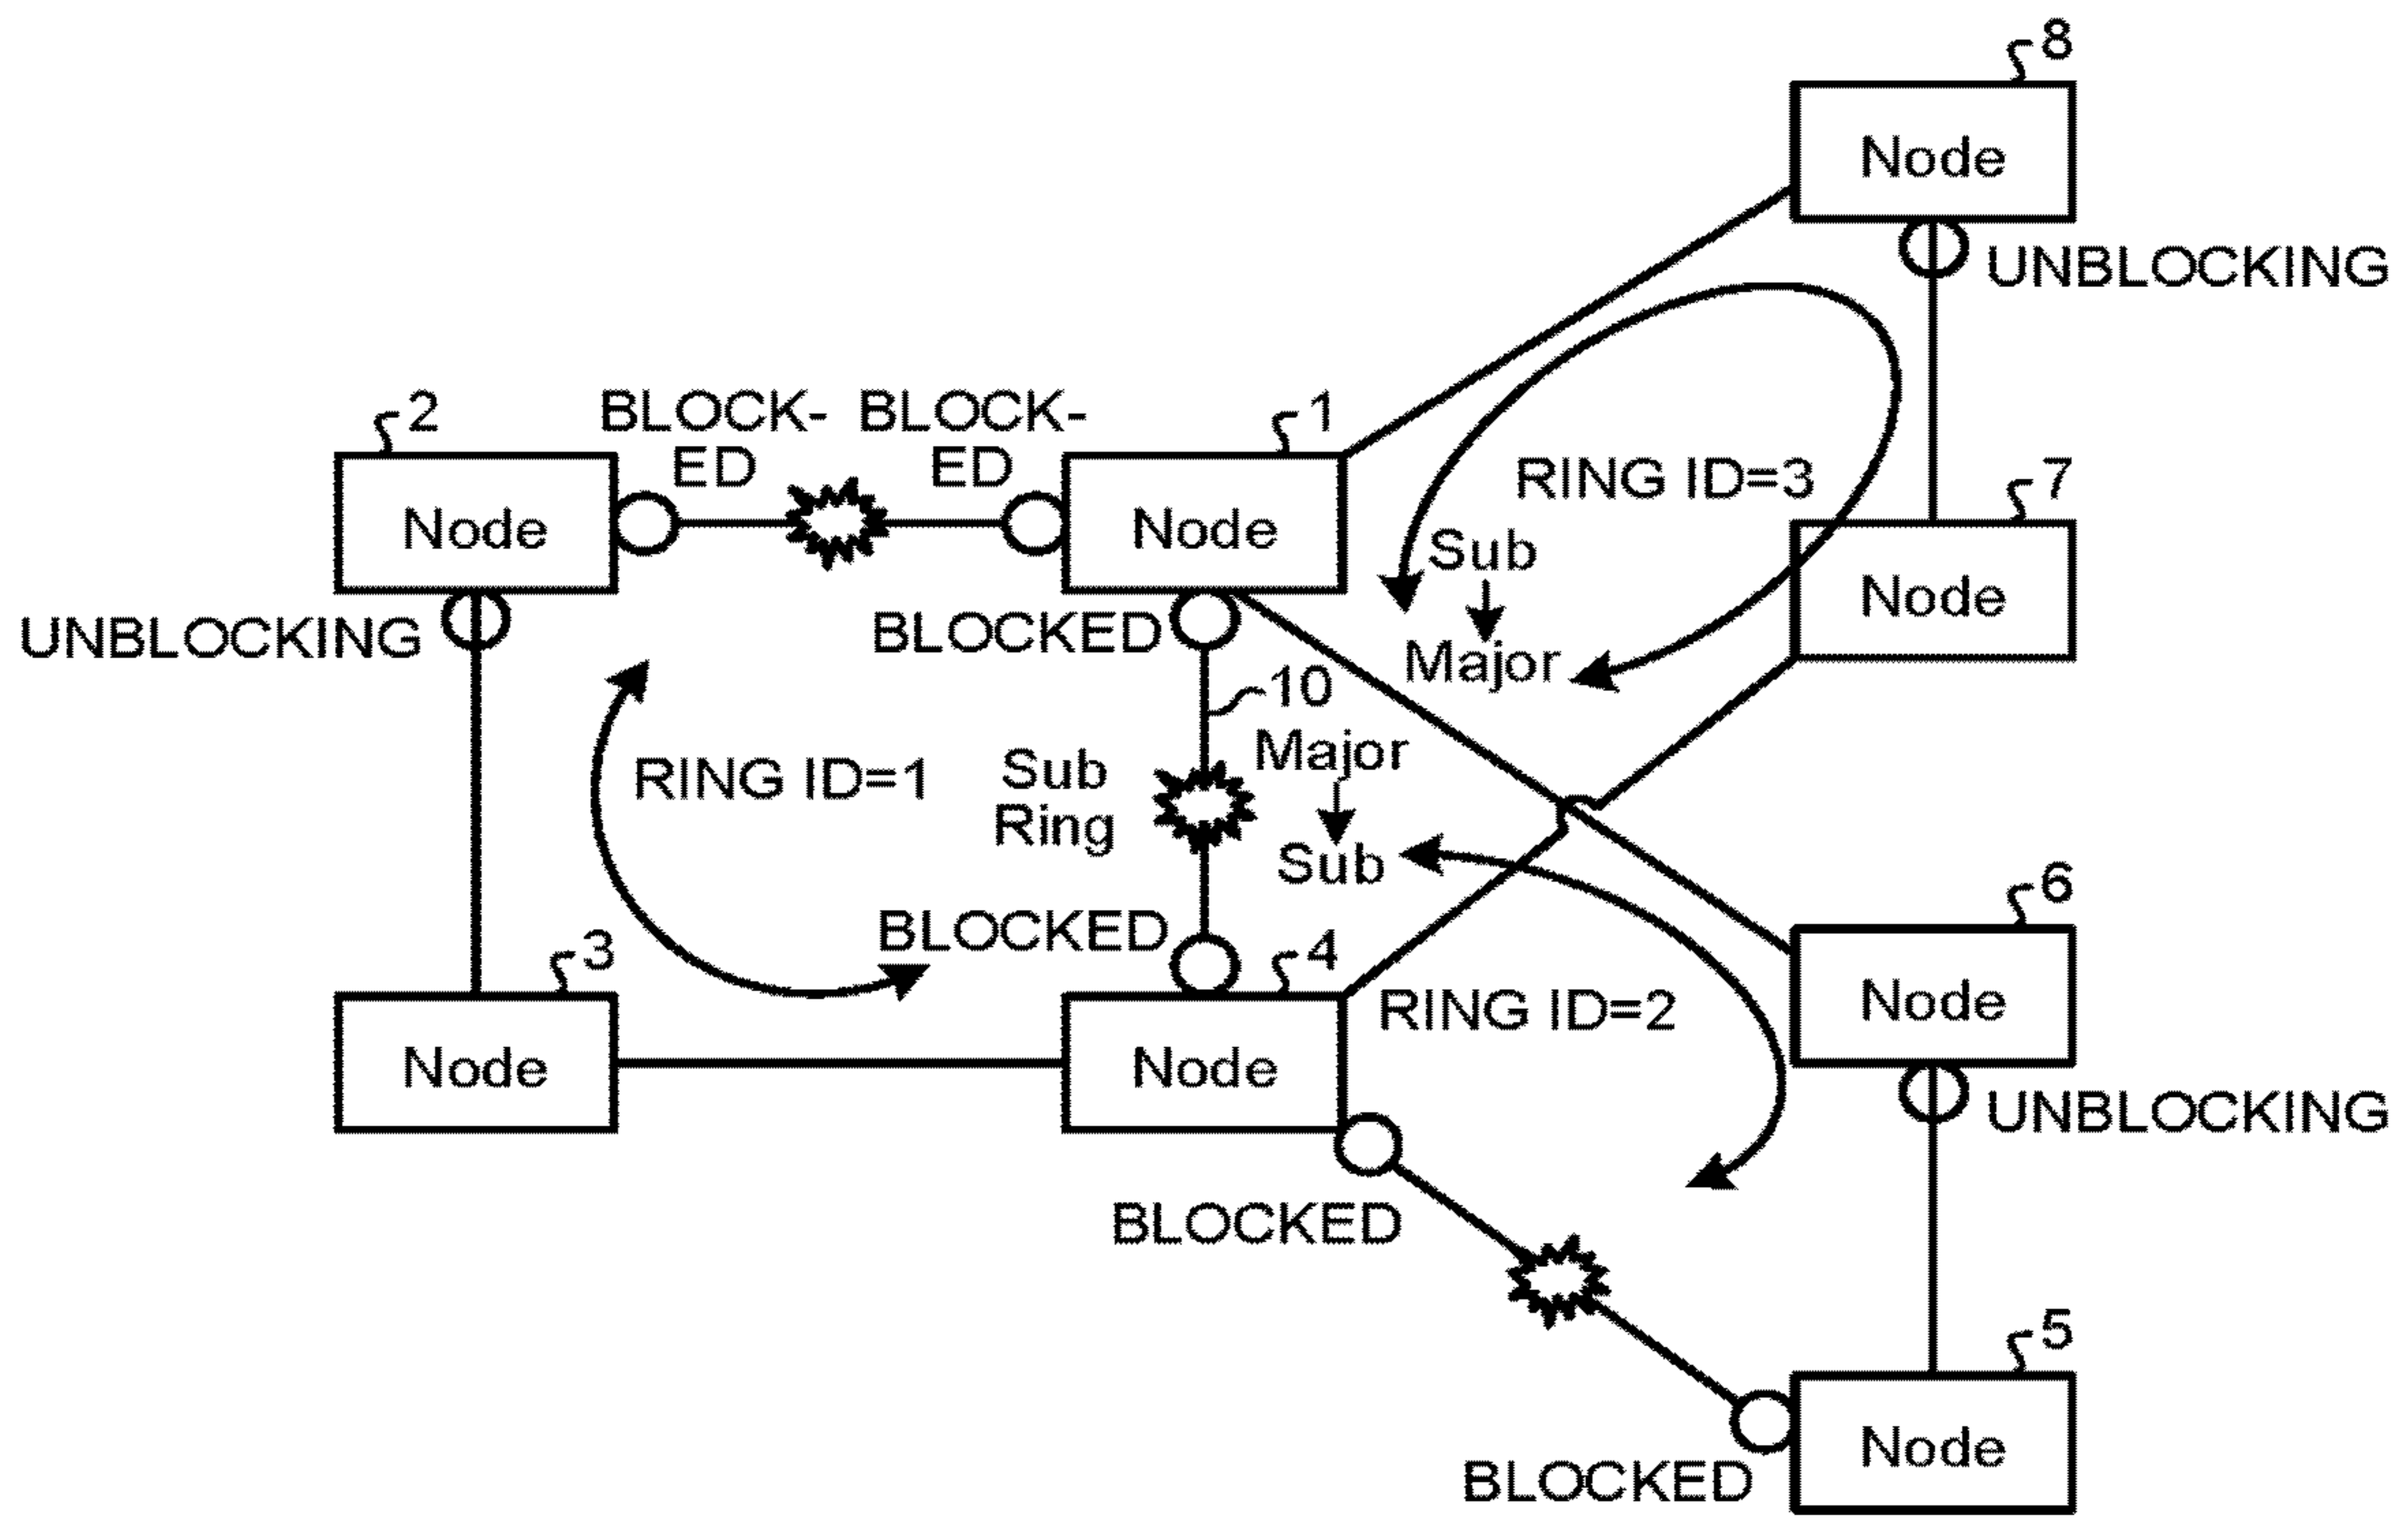 8
Node
UNBLOCKING
2
BLOCK-
ED
BLOCK-
ED
1
RING ID=3
7
Node
Node
Sub
Major
Node
UNBLOCKING
BLOCKED
10
RING ID=1
Sub
Ring
Major
Sub
6
3
BLOCKED
4
RING ID=2
Node
Node
Node
UNBLOCKING
BLOCKED
5
Node
BLOCKED